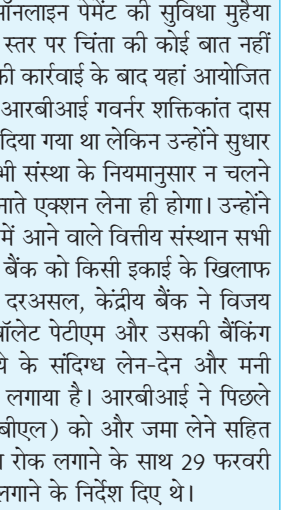 ऑनलाइन पेमेंट की सुविधा मुहैया
स्तर पर चिंता की कोई बात नहीं
की कार्रवाई के बाद यहां आयोजित
आरबीआई गवर्नर शक्तिकांत दास
दिया गया था लेकिन उन्होंने सुधार
भी संस्था के नियमानुसार न चलने
नाते एक्शन लेना ही होगा। उन्होंने
में आने वाले वित्तीय संस्थान सभी
बैंक को किसी इकाई के खिलाफ
दरअसल, केंद्रीय बैंक ने विजय
वॉलेट पेटीएम और उसकी बैंकिंग
के संदिग्ध लेन-देन और मनी
लगाया है। आरबीआई ने पिछले
बीएल) को और जमा लेने सहित
रोक लगाने के साथ 29 फरवरी
लगाने के निर्देश दिए थे।